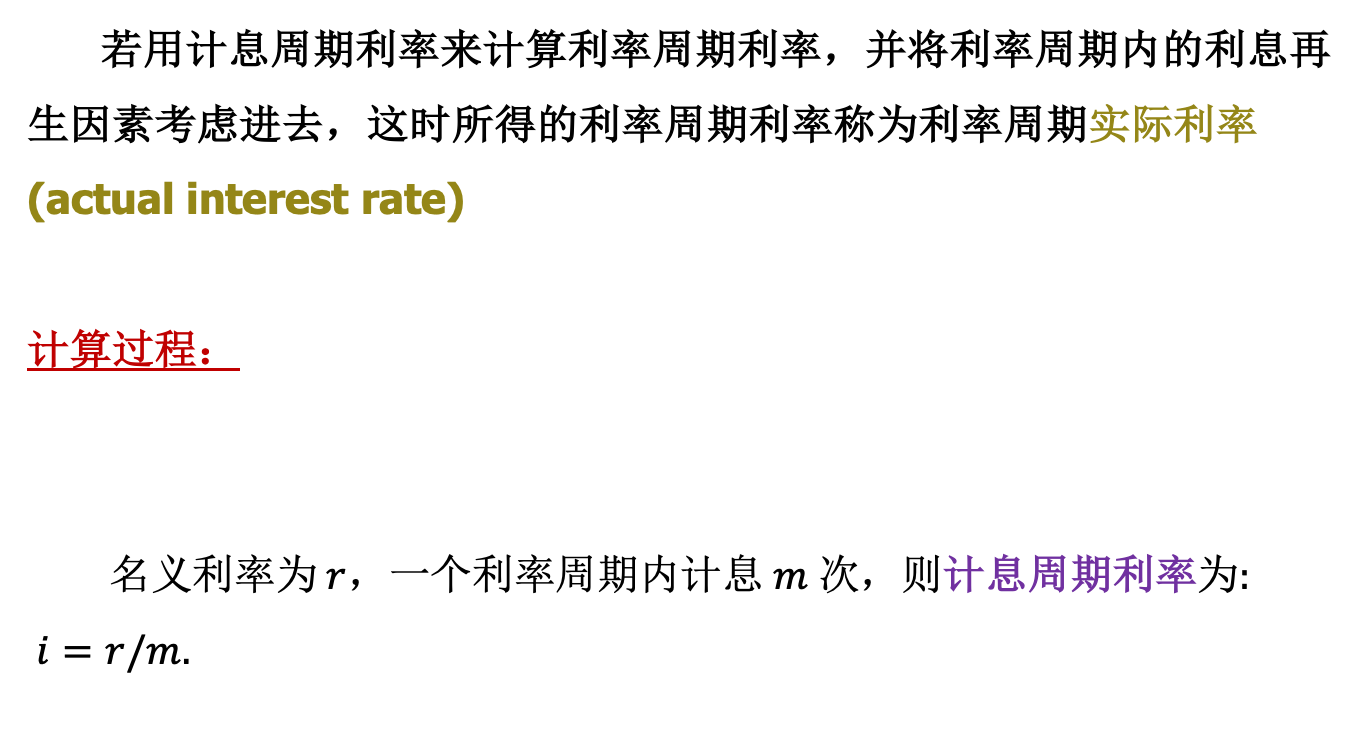 若用计息周期利率来计算利率周期利率，并将利率周期内的利息再
生因素考虑进去，这时所得的利率周期利率称为利率周期实际利率
(actual interest rate)
计算过程：
名义利率为 r，一个利率周期内计息 m 次，则计息周期利率为:
i = r/m.